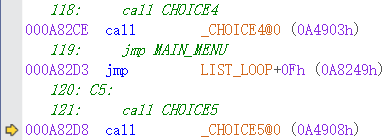 118:     call CHOICE4
000A82CE  call        _CHOICE4@0 (0A4903h)
119:     jmp MAIN_MENU
000A82D3  jmp         LIST_LOOP+0Fh (0A8249h)
120: C5:
121:     call CHOICE5
000A82D8  call        _CHOICE5@0 (0A4908h)